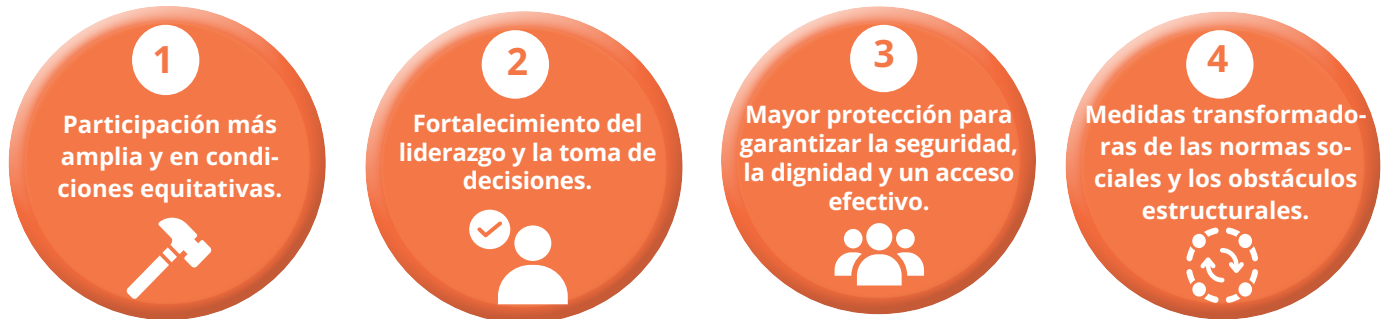 1
Participación más
amplia y en condi-
ciones equitativas.
2
Fortalecimiento del
liderazgo y la toma de
decisiones.
3
Mayor protección para
garantizar la seguridad,
la dignidad y un acceso
efectivo.
4
Medidas transformado-
ras de las normas so-
ciales y los obstáculos
estructurales.